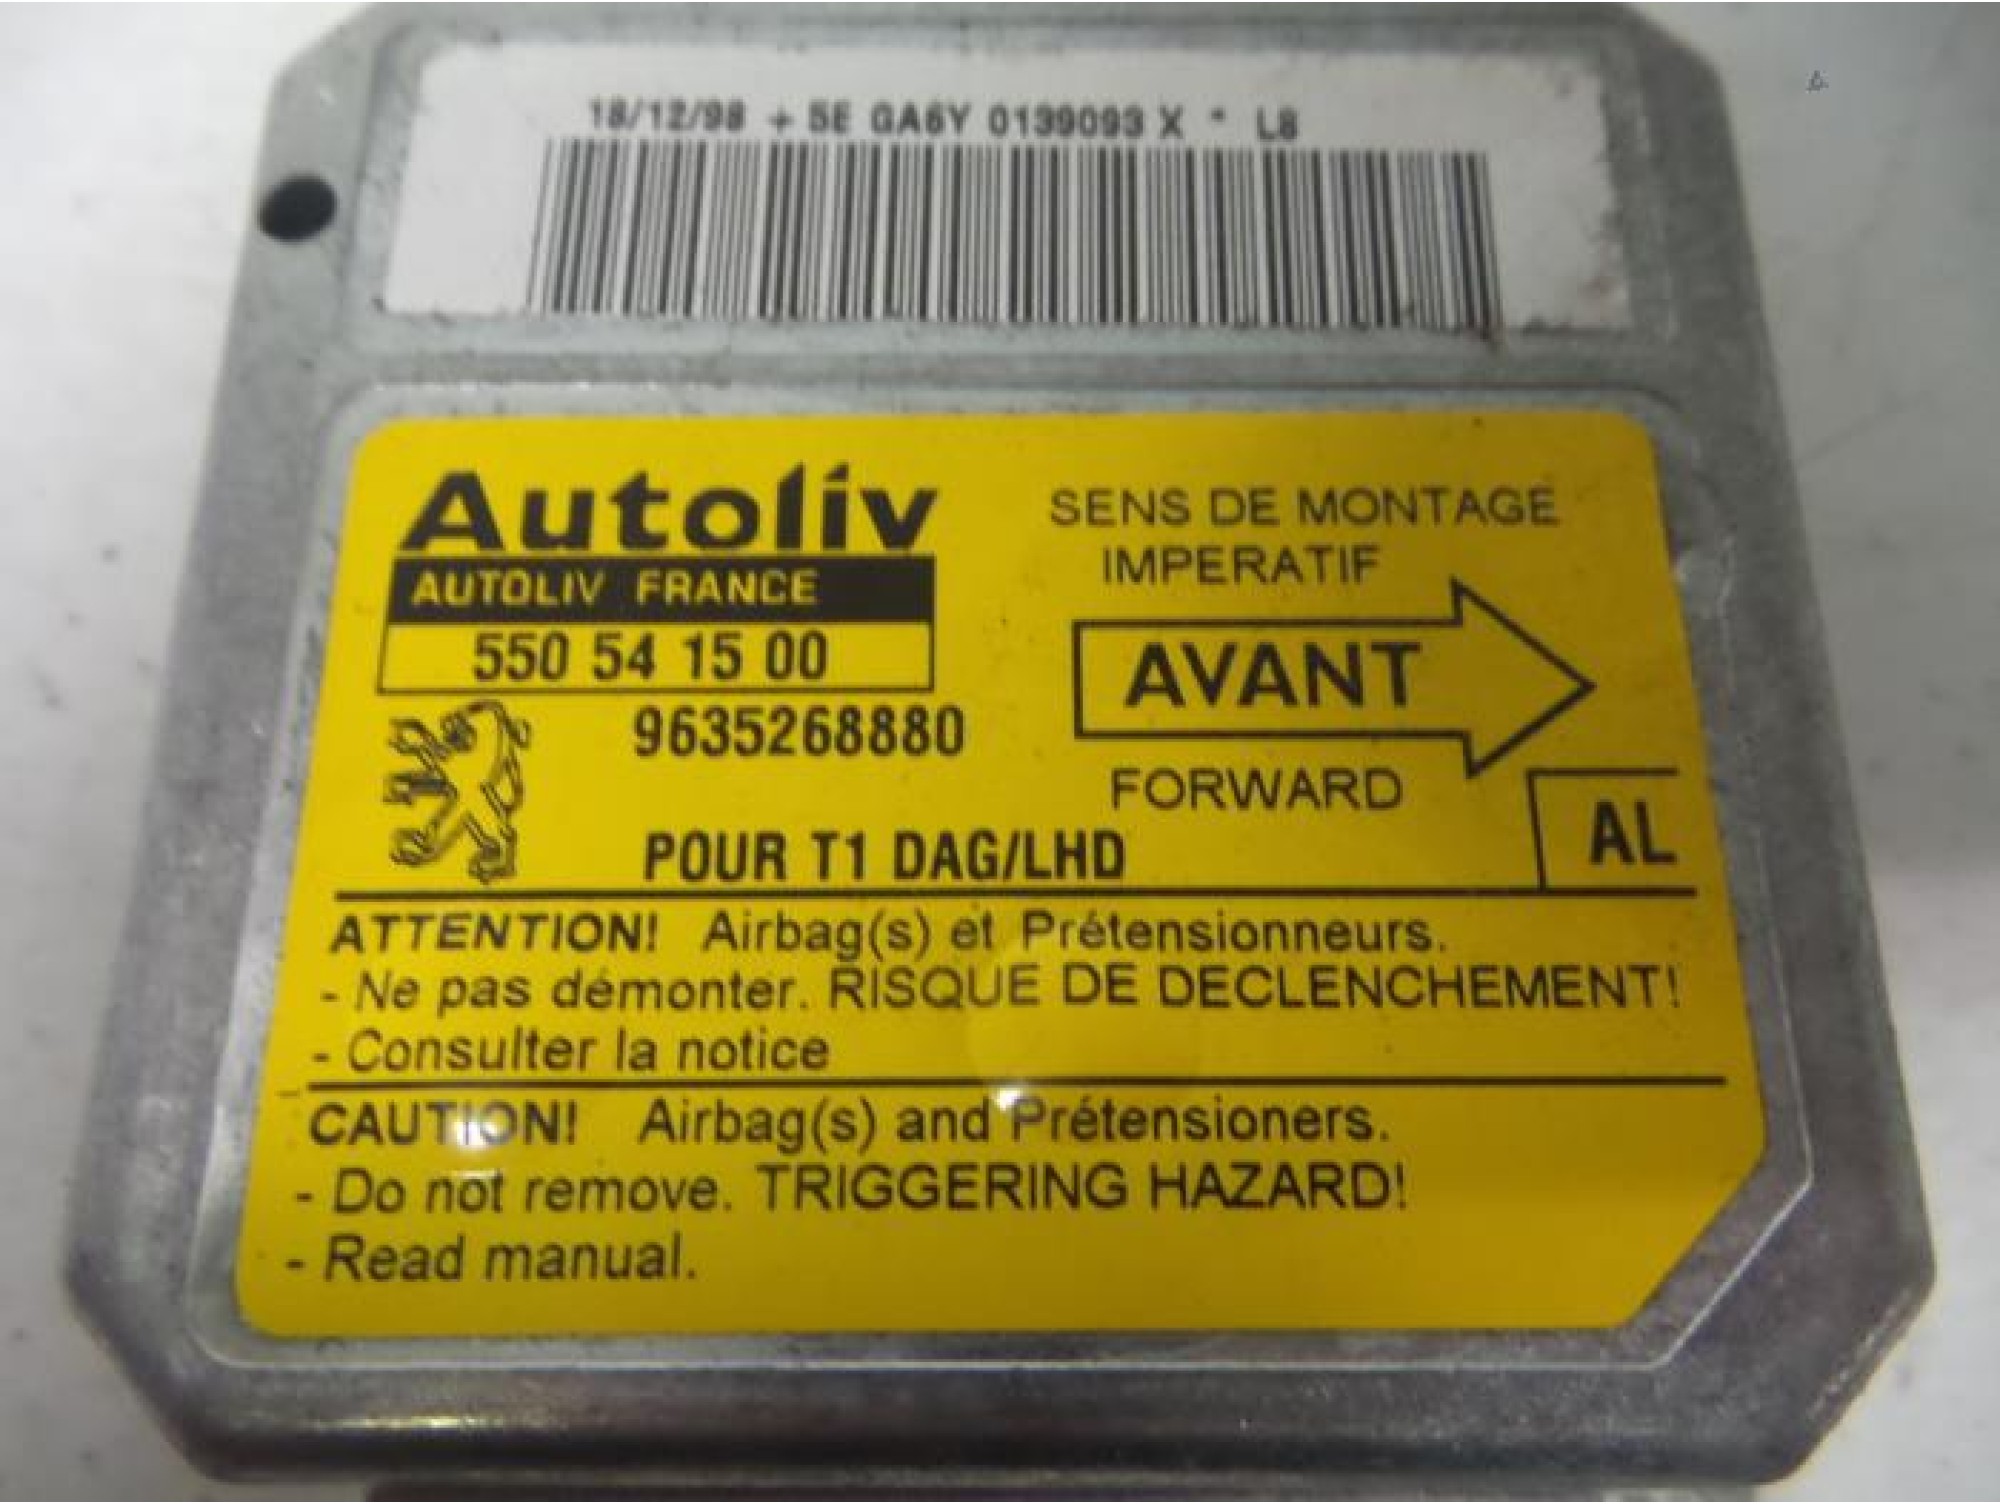 18/12/98 + 5E GA6Y 0139093 X * L8
Autoliv
AUTOLIV FRANCE
550 54 15 00
9635268880
POUR T1 DAG/LHD
SENS DE MONTAGE
IMPERATIF
AVANT
FORWARD
AL
ATTENTION! Airbag(s) et Prétensionneurs.
- Ne pas démonter. RISQUE DE DECLENCHEMENT!
- Consulter la notice
CAUTION! Airbag(s) and Prétensioners.
- Do not remove. TRIGGERING HAZARD!
- Read manual.